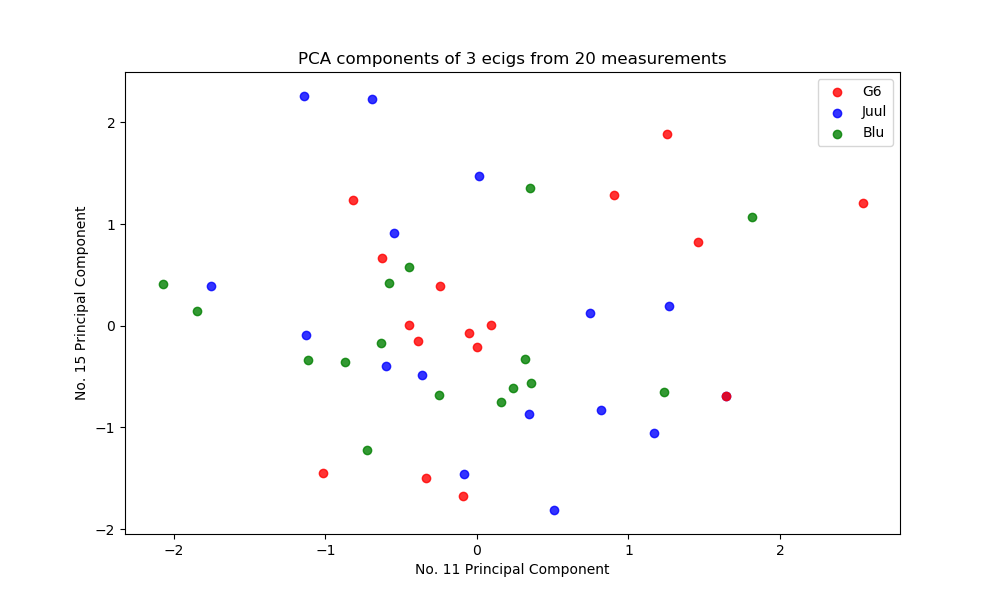 PCA components of 3 ecigs from 20 measurements
G6
Juul
Blu
No. 15 Principal Component
2
1
0
−1
−2
−2
−1
0
1
2
No. 11 Principal Component